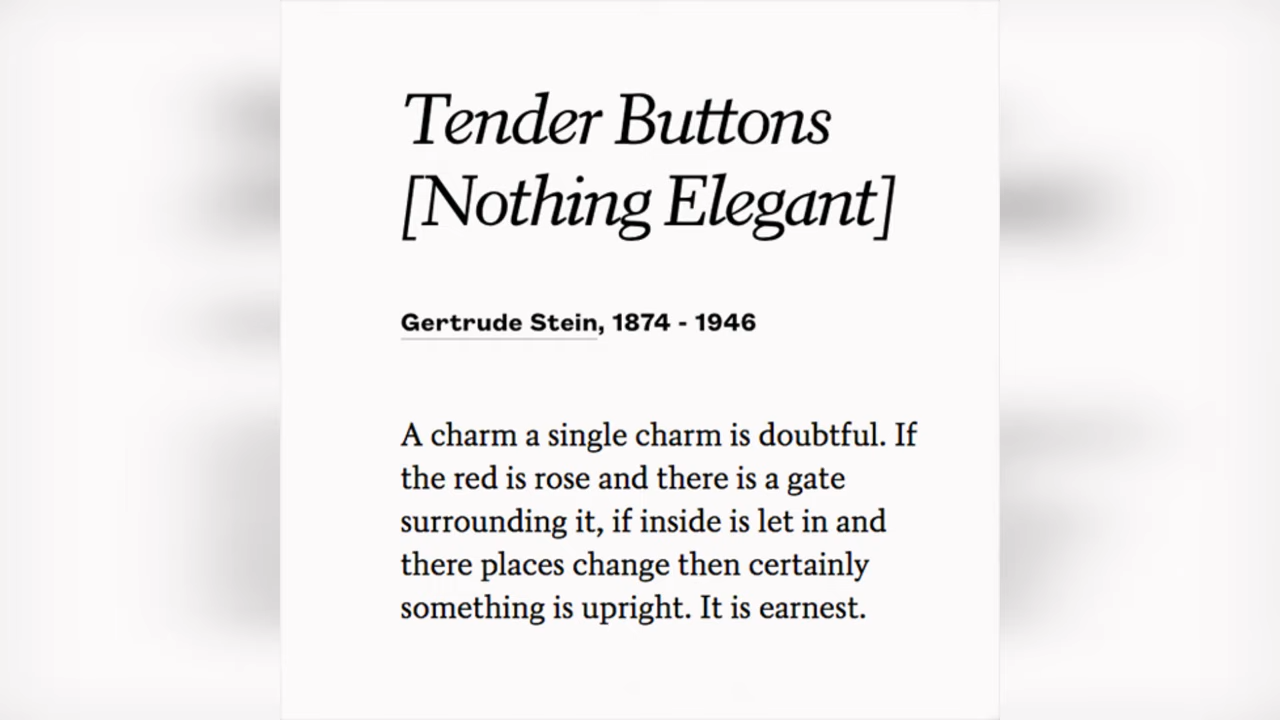 Tender Buttons
[Nothing Elegant]
Gertrude Stein, 1874 - 1946
A charm a single charm is doubtful. If
the red is rose and there is a gate
surrounding it, if inside is let in and
there places change then certainly
something is upright. It is earnest.